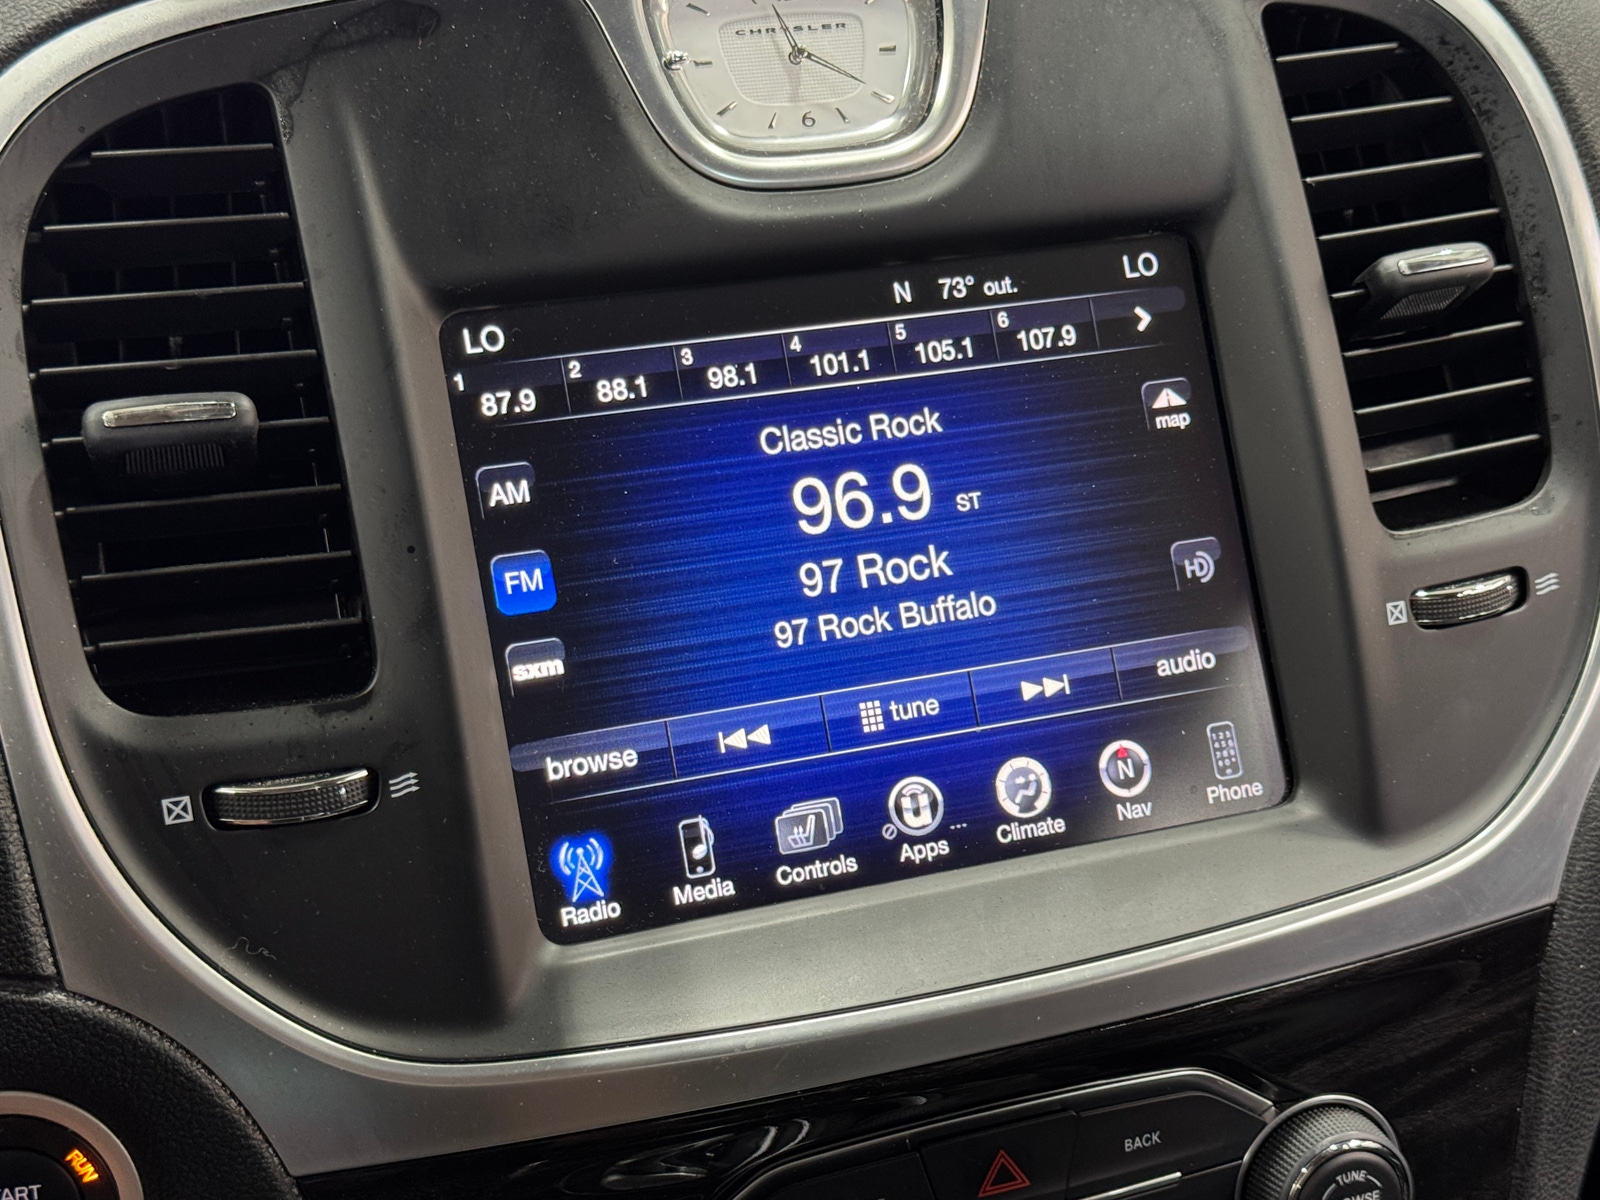 CHRYSLER
6
LO
N 73° out.
LO
1 87.9
2 88.1
3 98.1
4 101.1
5 105.1
6 107.9
Classic Rock
map
AM
96.9 ST
FM
97 Rock
HD
97 Rock Buffalo
sxm
browse
tune
audio
Radio
Media
Controls
Apps
Climate
N
Nav
Phone
RUN
BACK
TUNE